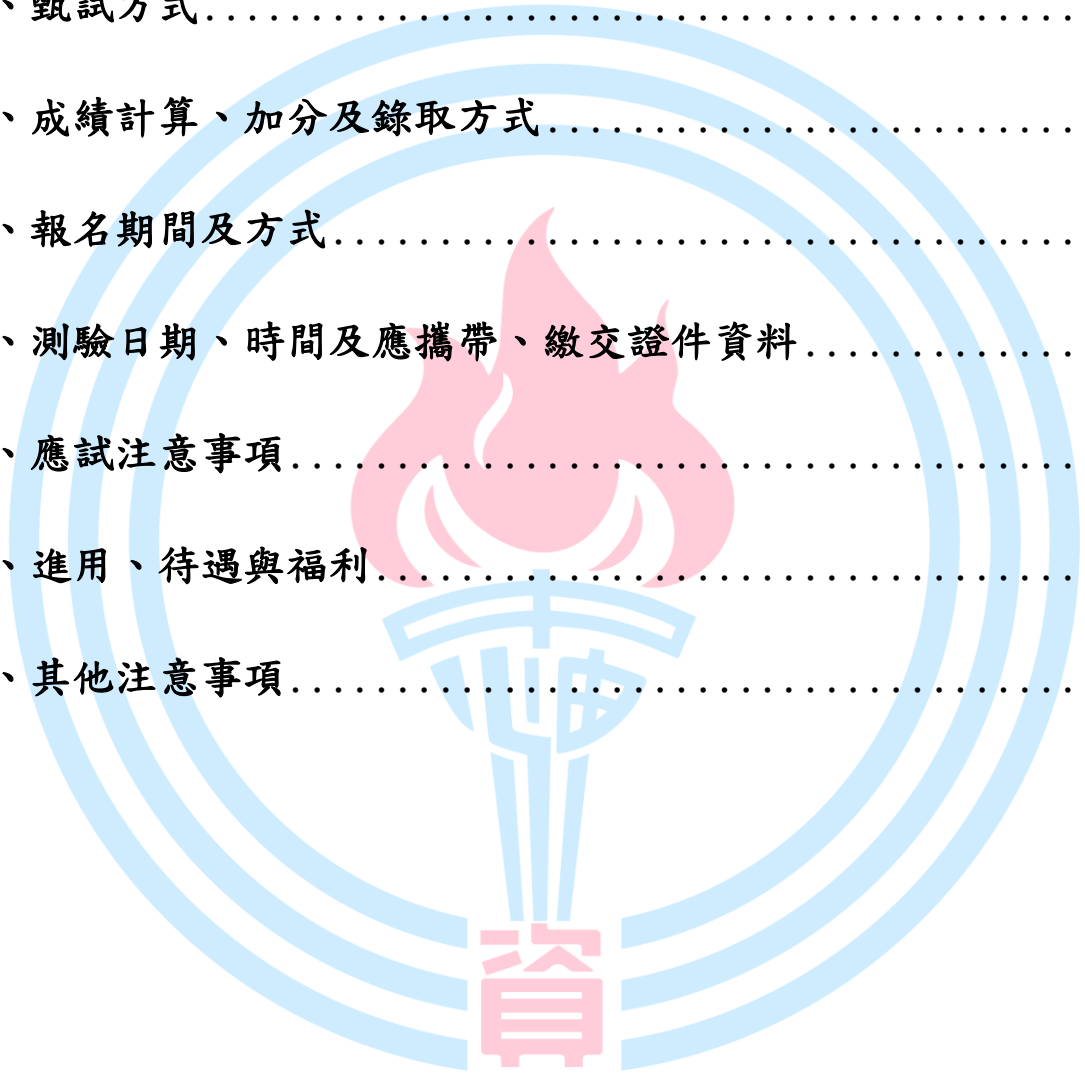 、甄試方式
、成績計算、加分及錄取方式
、報名期間及方式
、測驗日期、時間及應攜帶、繳交證件資料
、應試注意事項
、進用、待遇與福利
、其他注意事項
資